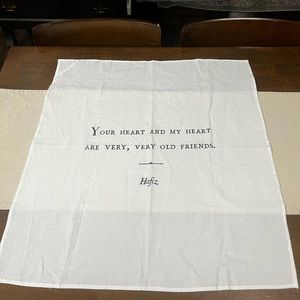 Your heart and my heart
are very, very old friends.
Hafiz